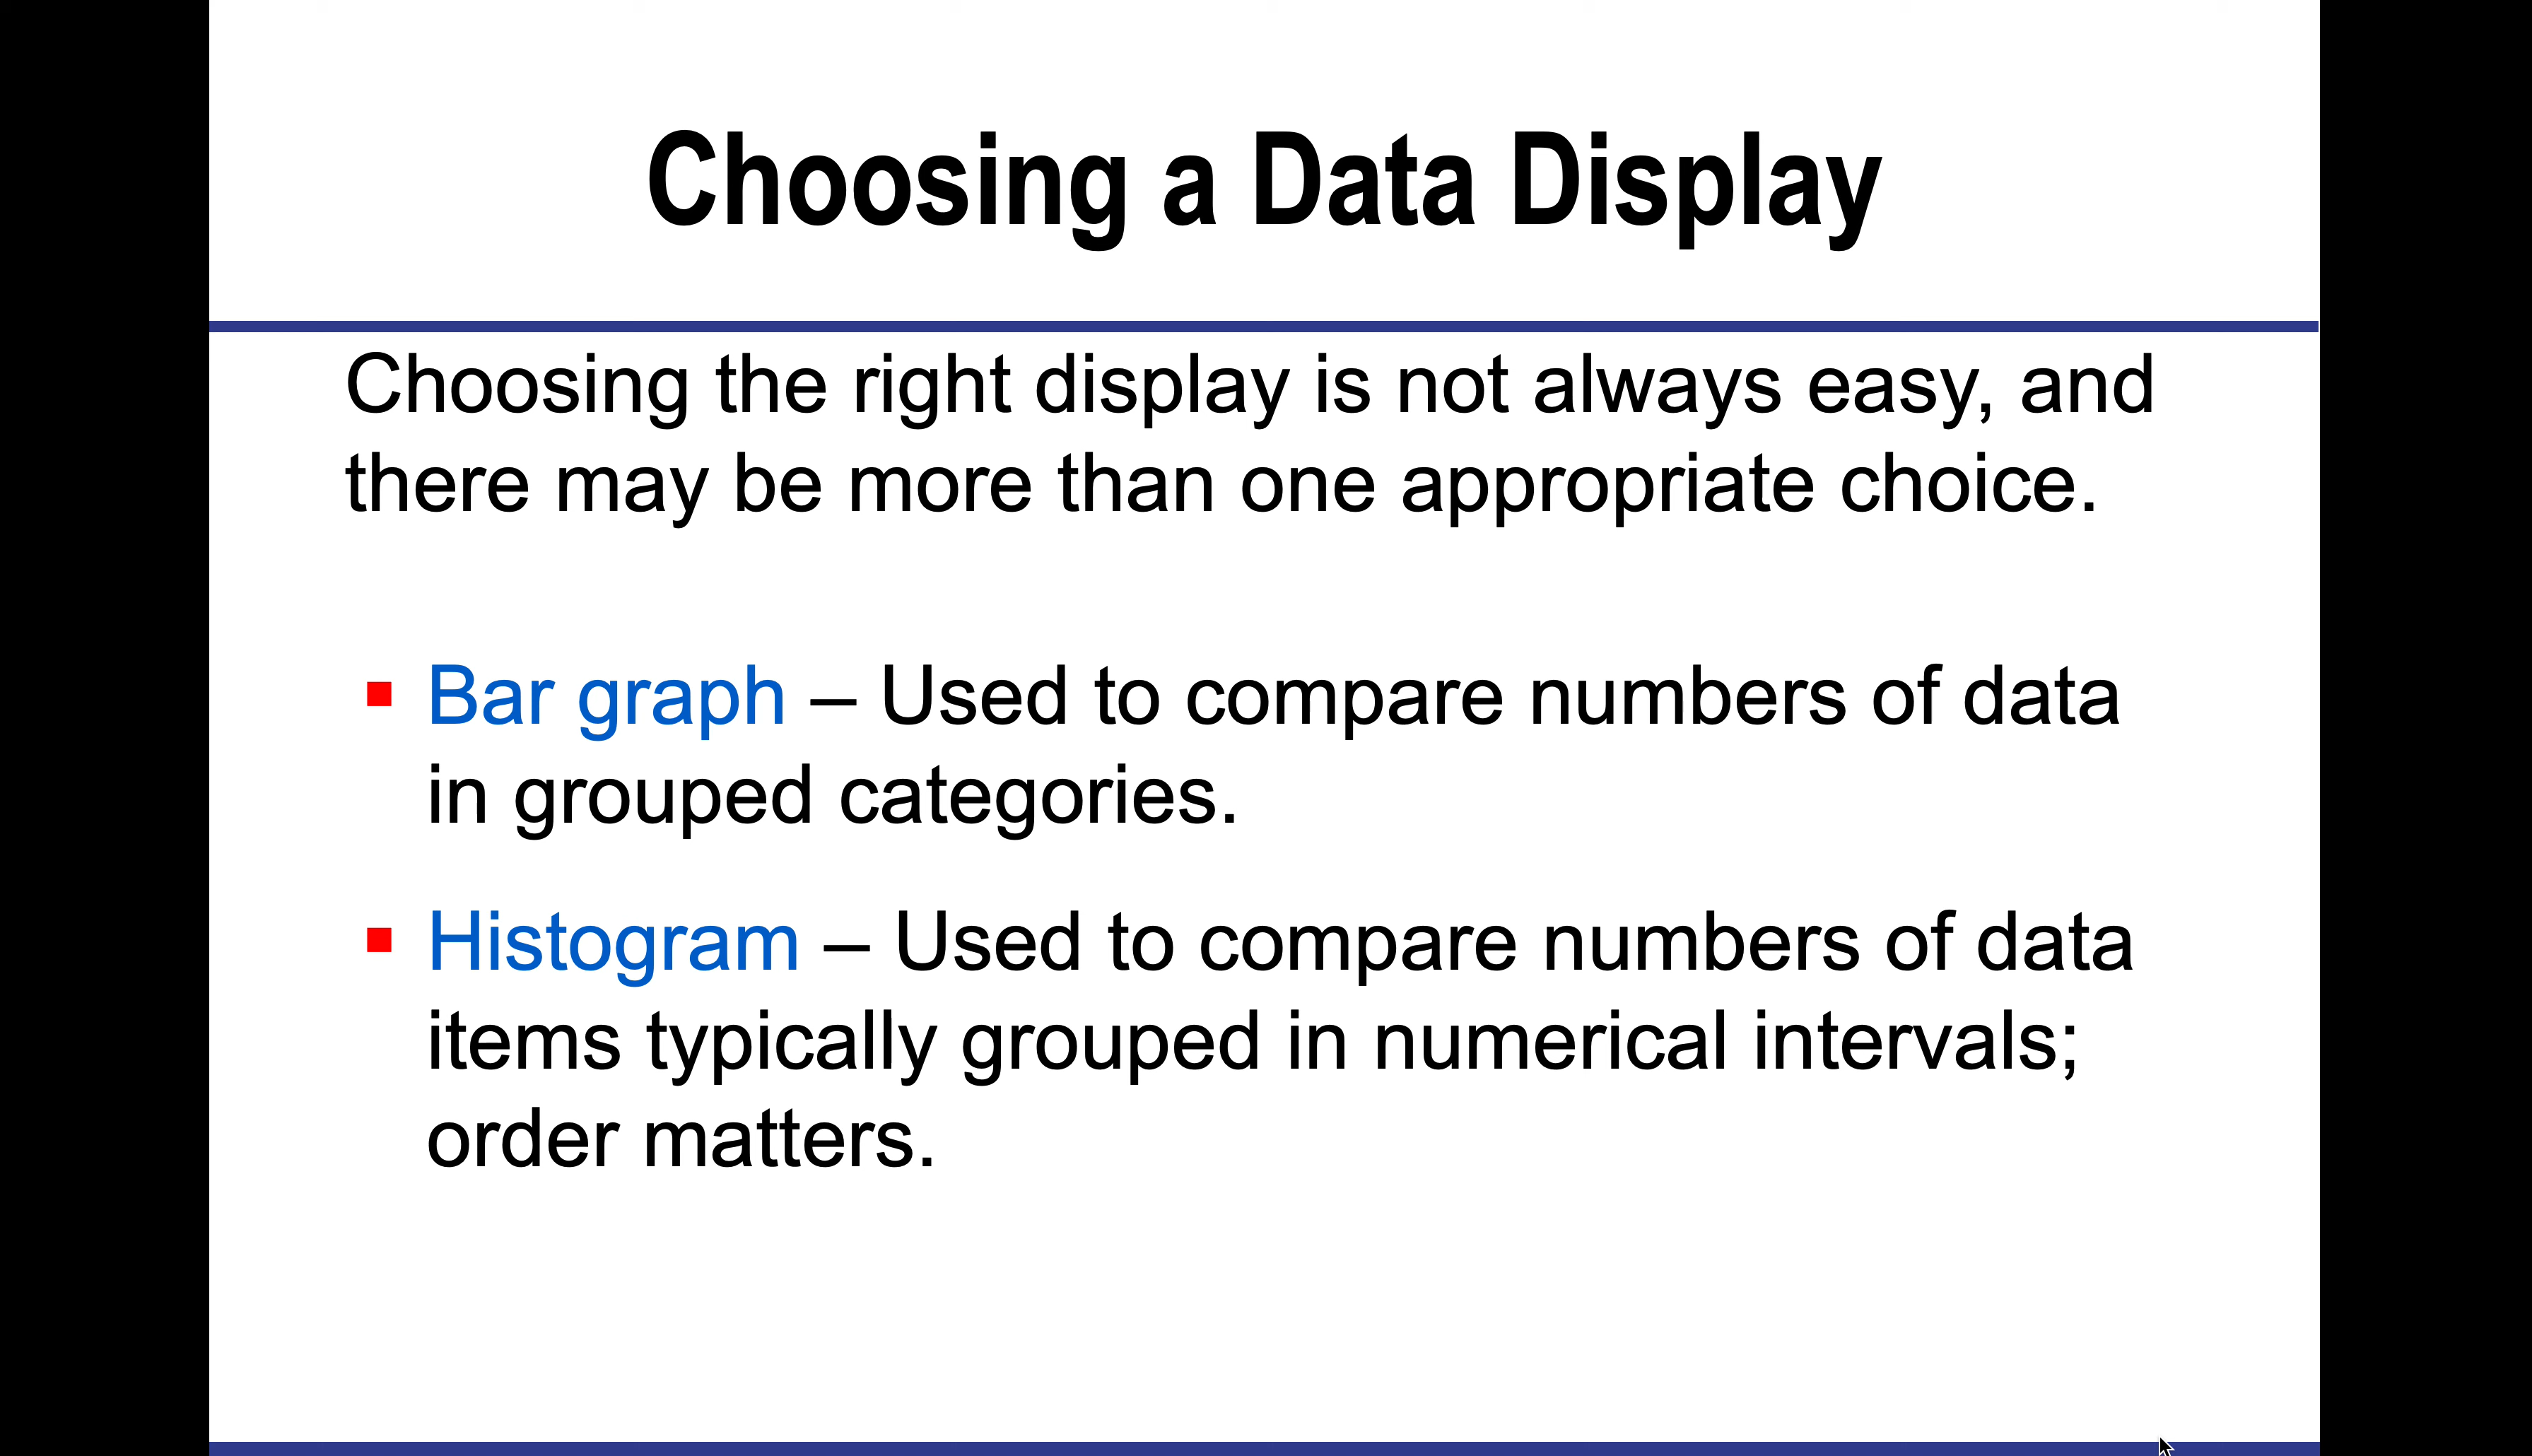 Choosing a Data Display
Choosing the right display is not always easy, and
there may be more than one appropriate choice.
▪ Bar graph – Used to compare numbers of data
in grouped categories.
▪ Histogram – Used to compare numbers of data
items typically grouped in numerical intervals;
order matters.